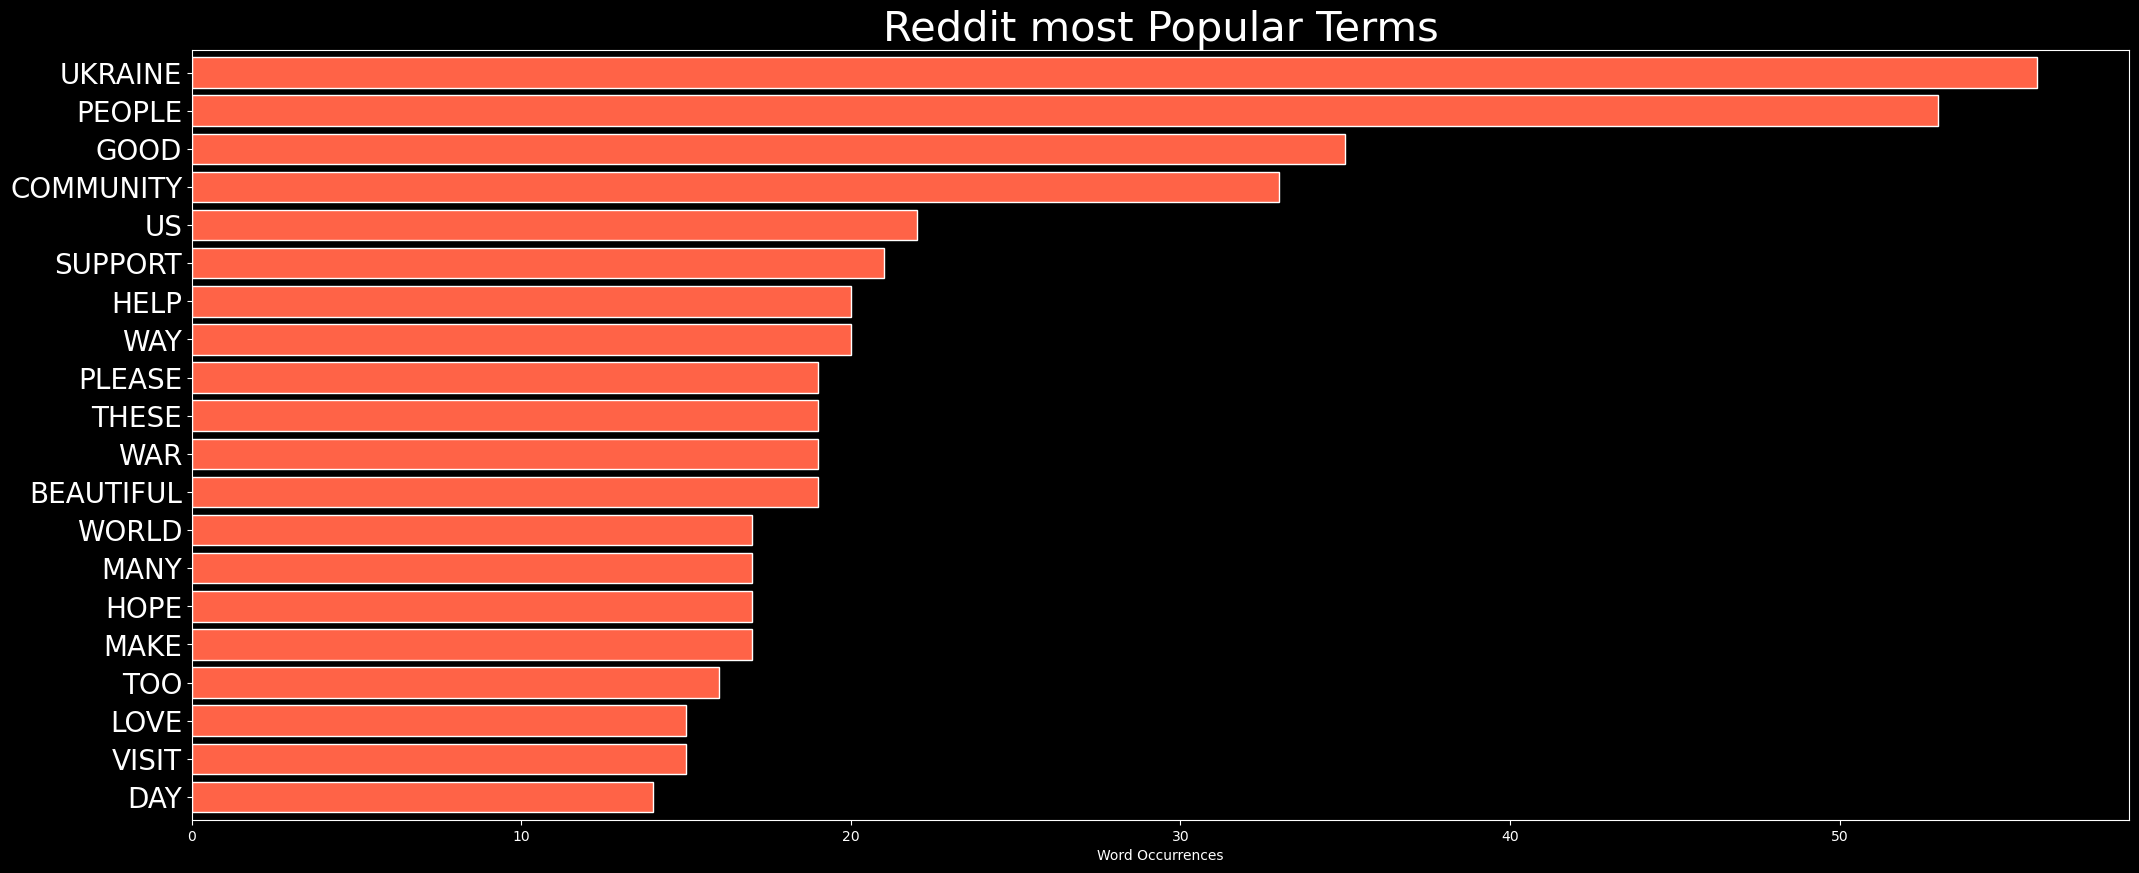 Reddit most Popular Terms
UKRAINE
PEOPLE
GOOD
COMMUNITY
US
SUPPORT
HELP
WAY
PLEASE
THESE
WAR
BEAUTIFUL
WORLD
MANY
HOPE
MAKE
TOO
LOVE
VISIT
DAY
0 10 20 30 40 50
Word Occurrences